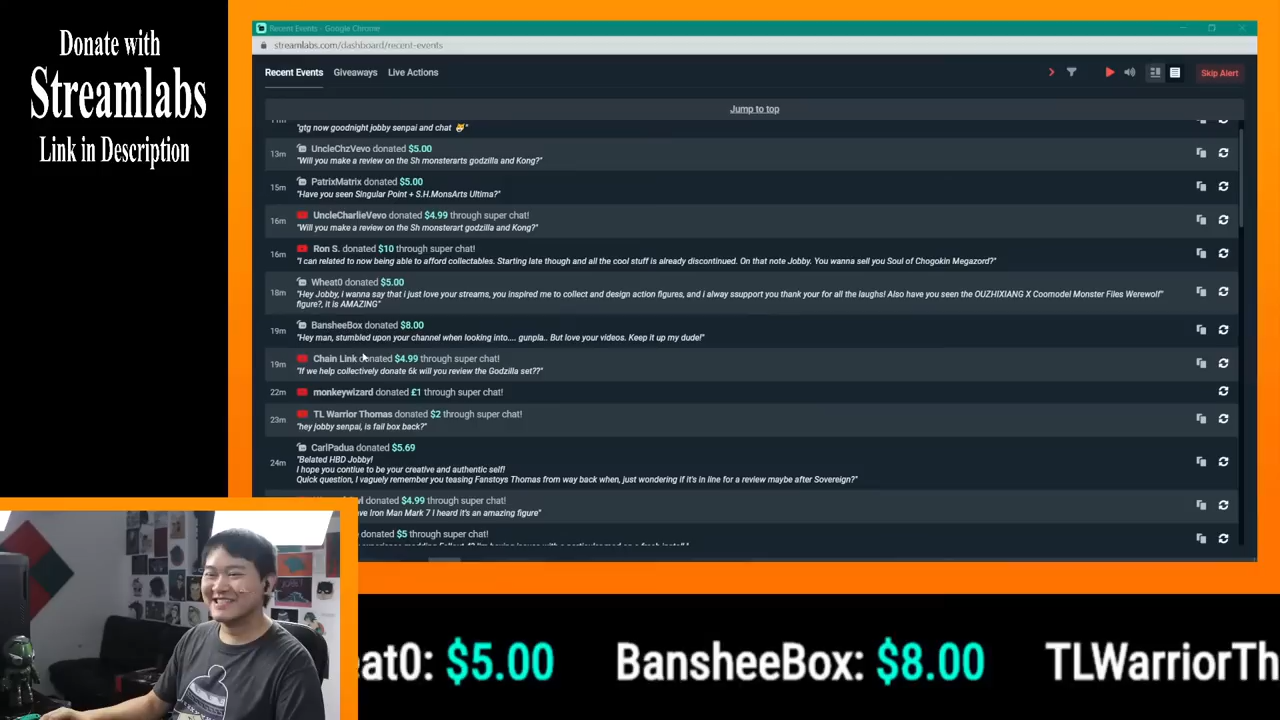 Donate with
Streamlabs
Link in Description
Recent Events - Google Chrome
streamlabs.com/dashboard/recent-events
Recent Events Giveaways Live Actions
Skip Alert
Jump to top
"gtg now goodnight jobby senpai and chat
13m UncleChzVevo donated $5.00
"Will you make a review on the Sh monsterarts godzilla and Kong?"
15m PatrixMatrix donated $5.00
"Have you seen Singular Point + S.H.MonsArts Ultima?"
16m UncleCharlieVevo donated $4.99 through super chat!
"Will you make a review on the Sh monsterart godzilla and Kong?"
16m Ron S. donated $10 through super chat!
"I can related to now being able to afford collectables. Starting late though and all the cool stuff is already discontinued. On that note Jobby. You wanna sell you Soul of Chogokin Megazord?"
18m Wheat0 donated $5.00
"Hey Jobby, i wanna say that i just love your streams, you inspired me to collect and design action figures, and i alway ssupport you thank your for all the laughs! Also have you seen the OUZHIXIANG X Coomodel Monster Files Werewolf"
figure?, it is AMAZING"
19m BansheeBox donated $8.00
"Hey man, stumbled upon your channel when looking into.... gunpla.. But love your videos. Keep it up my dude!"
19m Chain Link donated $4.99 through super chat!
"If we help collectively donate 6k will you review the Godzilla set??"
22m monkeywizard donated £1 through super chat!
23m TL Warrior Thomas donated $2 through super chat!
"hey jobby senpai, is fail box back?"
24m CarlPadua donated $5.69
"Belated HBD Jobby!
I hope you contiue to be your creative and authentic self!
Quick question, I vaguely remember you teasing Fanstoys Thomas from way back when, just wondering if it's in line for a review maybe after Sovereign?"
donated $4.99 through super chat!
Iron Man Mark 7 I heard it's an amazing figure"
donated $5 through super chat!
eat0: $5.00 BansheeBox: $8.00 TLWarriorTh